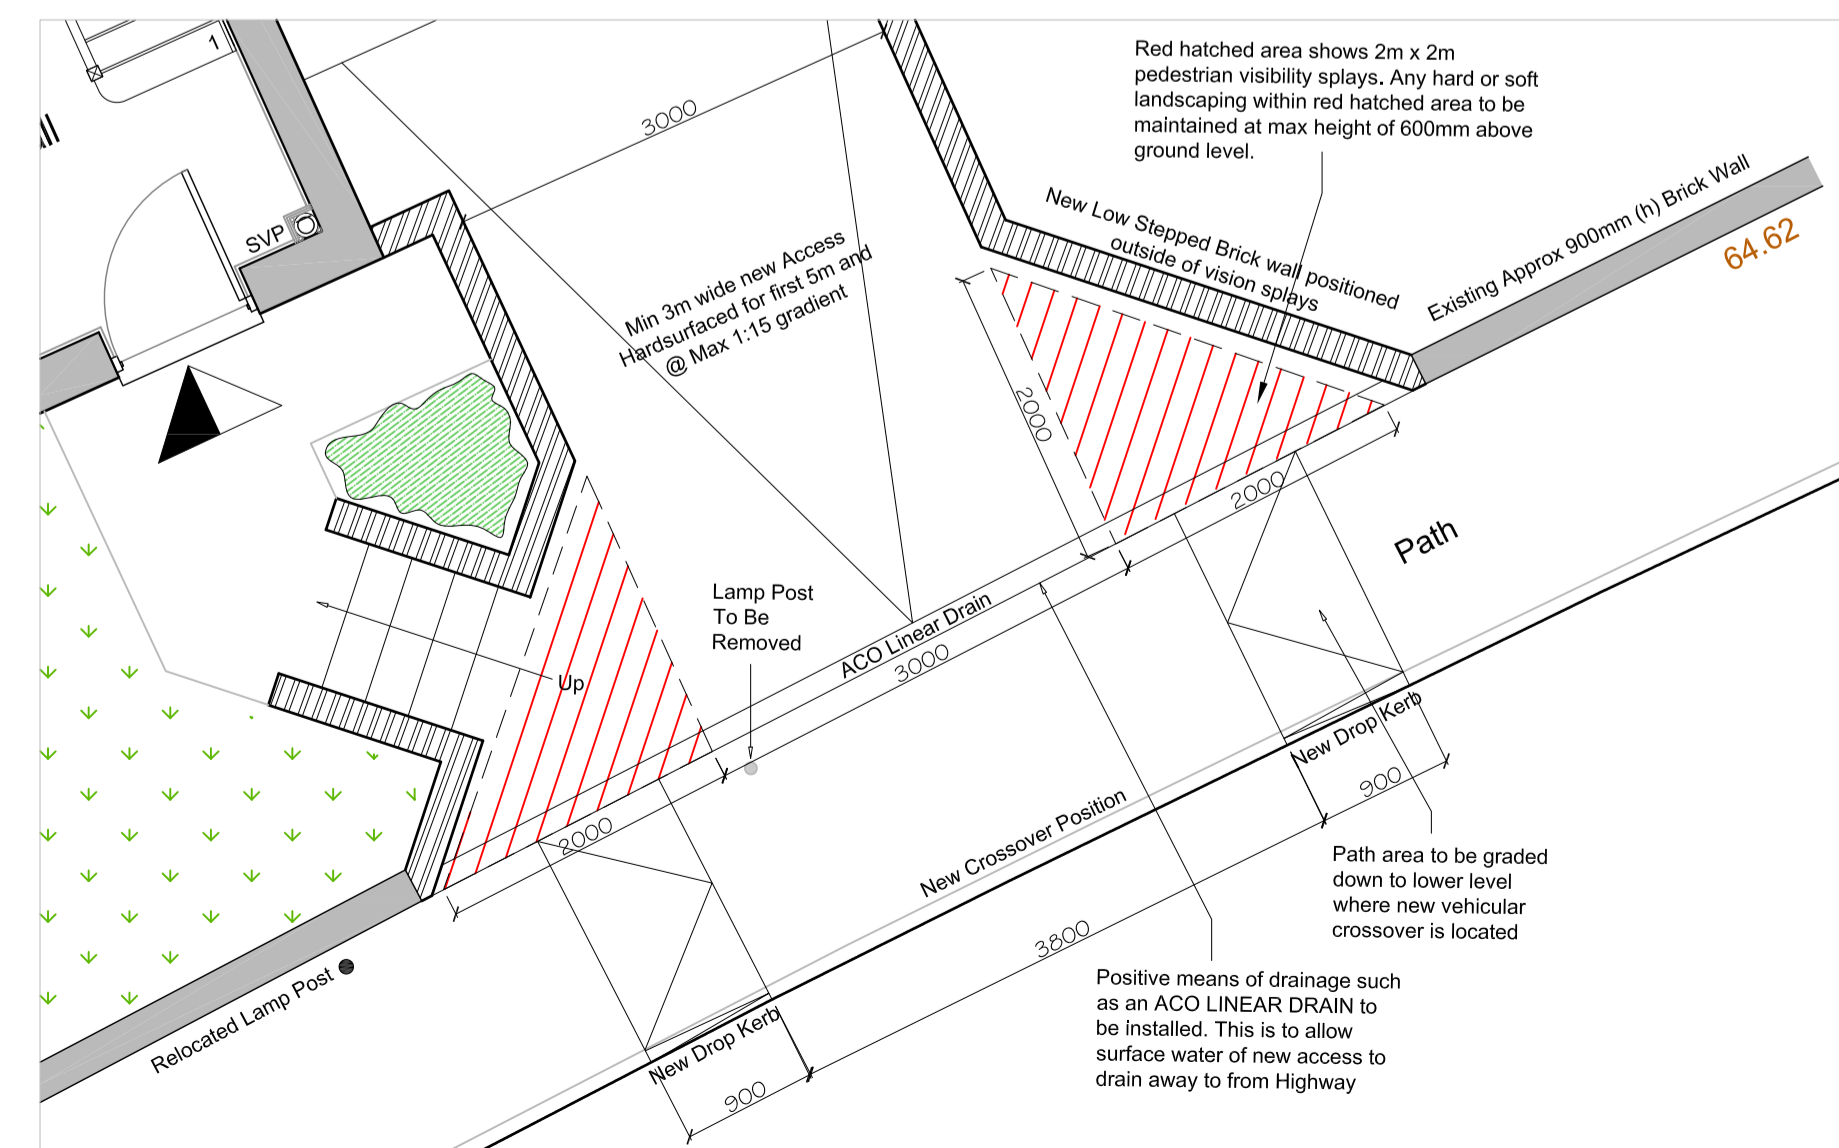 1
3000
Red hatched area shows 2m x 2m
pedestrian visibility splays. Any hard or soft
landscaping within red hatched area to be
maintained at max height of 600mm above
ground level.
SVP
Min 3m wide new Access
Hardsurfaced for first 5m and
@ Max 1:15 gradient
New Low Stepped Brick wall positioned
outside of vision splays
Existing Approx 900mm (h) Brick Wall
64.62
2000
2000
Path
Lamp Post
To Be
Removed
ACO Linear Drain
3000
Up
New Drop Kerb
900
2000
New Crossover Position
Path area to be graded
down to lower level
where new vehicular
crossover is located
3800
Relocated Lamp Post
Positive means of drainage such
as an ACO LINEAR DRAIN to
be installed. This is to allow
surface water of new access to
drain away to from Highway
New Drop Kerb
900